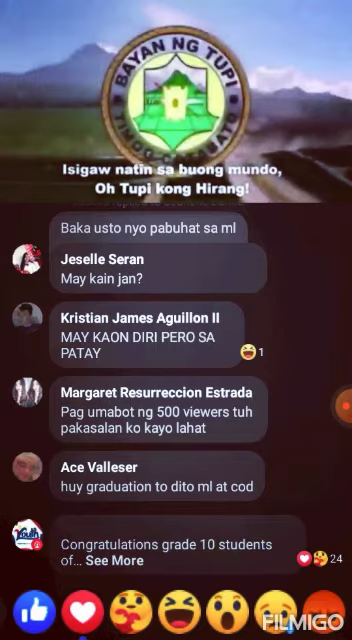 BAYAN NG TUPI
Isigaw natin sa buong mundo,
Oh Tupi kong Hirang!
Baka usto nyo pabuhat sa ml
Jeselle Seran
May kain jan?
Kristian James Aguillon II
MAY KAON DIRI PERO SA
PATAY
1
Margaret Resurreccion Estrada
Pag umabot ng 500 viewers tuh
pakasalan ko kayo lahat
Ace Valleser
huy graduation to dito ml at cod
Youth
Congratulations grade 10 students
of... See More
24
FILMIGO